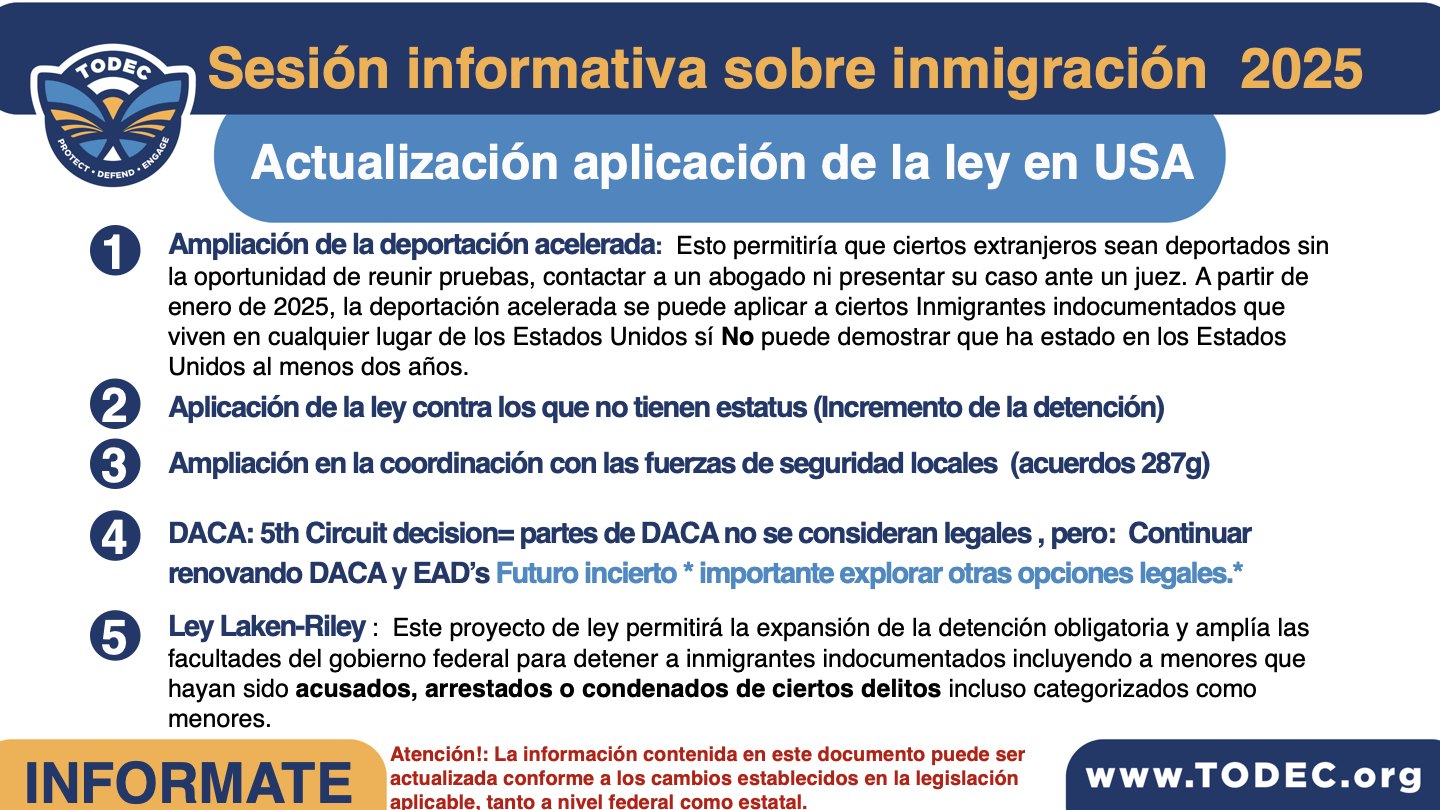 Sesión informativa sobre inmigración 2025
TODEC
PROTECT • DEFEND • ENGAGE
Actualización aplicación de la ley en USA
1 Ampliación de la deportación acelerada: Esto permitiría que ciertos extranjeros sean deportados sin
la oportunidad de reunir pruebas, contactar a un abogado ni presentar su caso ante un juez. A partir de
enero de 2025, la deportación acelerada se puede aplicar a ciertos Inmigrantes indocumentados que
viven en cualquier lugar de los Estados Unidos sí No puede demostrar que ha estado en los Estados
Unidos al menos dos años.
2 Aplicación de la ley contra los que no tienen estatus (Incremento de la detención)
3 Ampliación en la coordinación con las fuerzas de seguridad locales (acuerdos 287g)
4 DACA: 5th Circuit decision= partes de DACA no se consideran legales , pero: Continuar
renovando DACA y EAD’s Futuro incierto * importante explorar otras opciones legales.*
5 Ley Laken-Riley : Este proyecto de ley permitirá la expansión de la detención obligatoria y amplía las
facultades del gobierno federal para detener a inmigrantes indocumentados incluyendo a menores que
hayan sido acusados, arrestados o condenados de ciertos delitos incluso categorizados como
menores.
INFORMATE
Atención!: La información contenida en este documento puede ser
actualizada conforme a los cambios establecidos en la legislación
aplicable, tanto a nivel federal como estatal.
www.TODEC.org